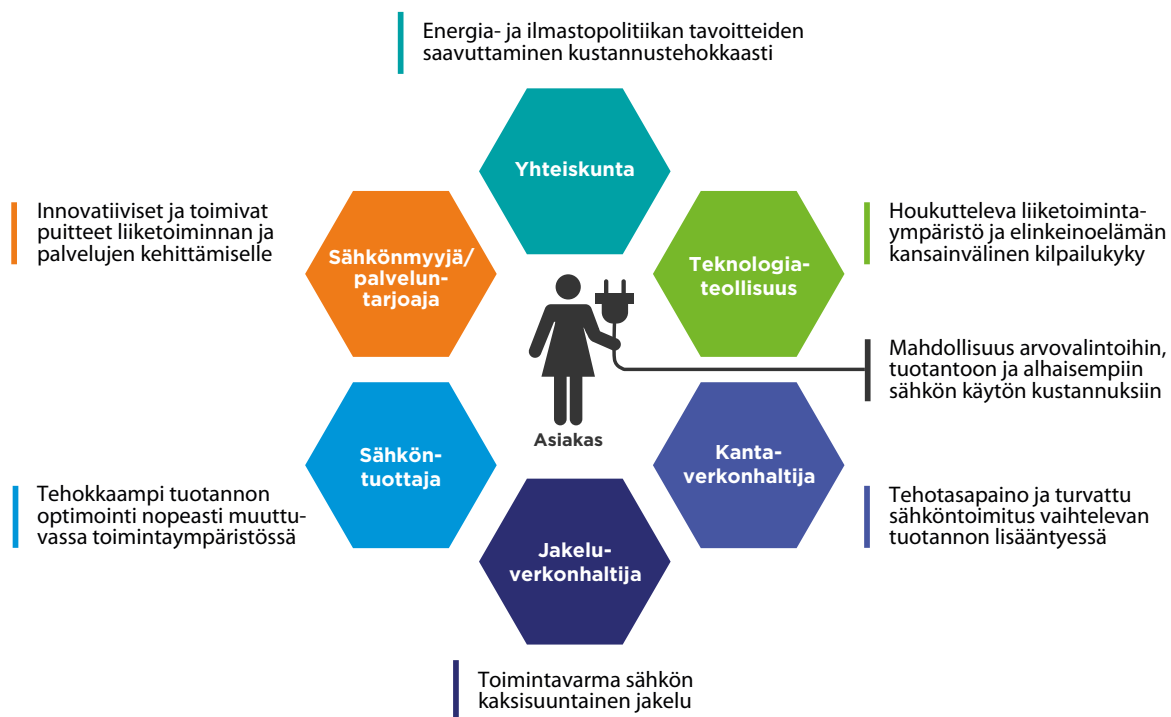 Energia- ja ilmastopolitiikan tavoitteiden
saavuttaminen kustannustehokkaasti
Yhteiskunta
Innovatiiviset ja toimivat
puitteet liiketoiminnan ja
palvelujen kehittämiselle
Sähkönmyyjä/
palvelun-
tarjoaja
Teknologia-
teollisuus
Houkutteleva liiketoiminta-
ympäristö ja elinkeinoelämän
kansainvälinen kilpailukyky
Mahdollisuus arvovalintoihin,
tuotantoon ja alhaisempiin
sähkön käytön kustannuksiin
Asiakas
Sähkön-
tuottaja
Tehokkaampi tuotannon
optimointi nopeasti muuttu-
vassa toimintaympäristössä
Kanta-
verkonhaltija
Tehotasapaino ja turvattu
sähköntoimitus vaihtelevan
tuotannon lisääntyessä
Jakelu-
verkonhaltija
Toimintavarma sähkön
kaksisuuntainen jakelu